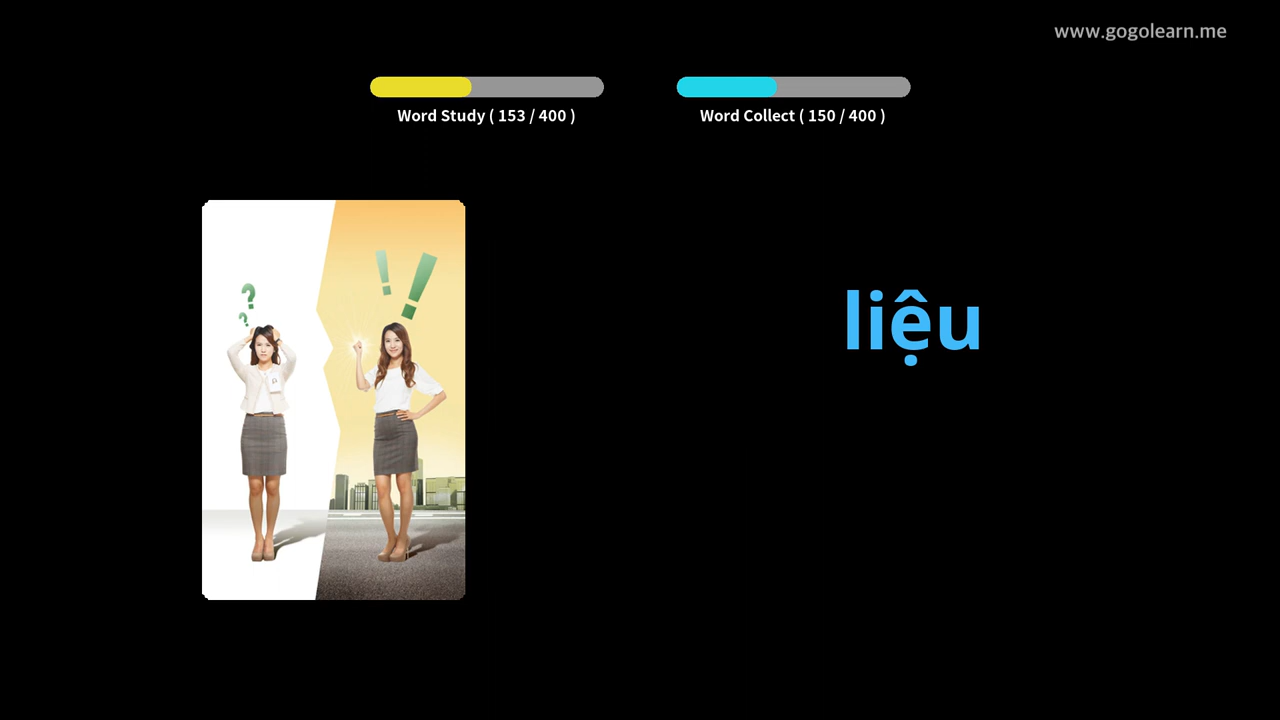 www.gogolearn.me
Word Study ( 153 / 400 )
Word Collect ( 150 / 400 )
? ?
! !
liệu